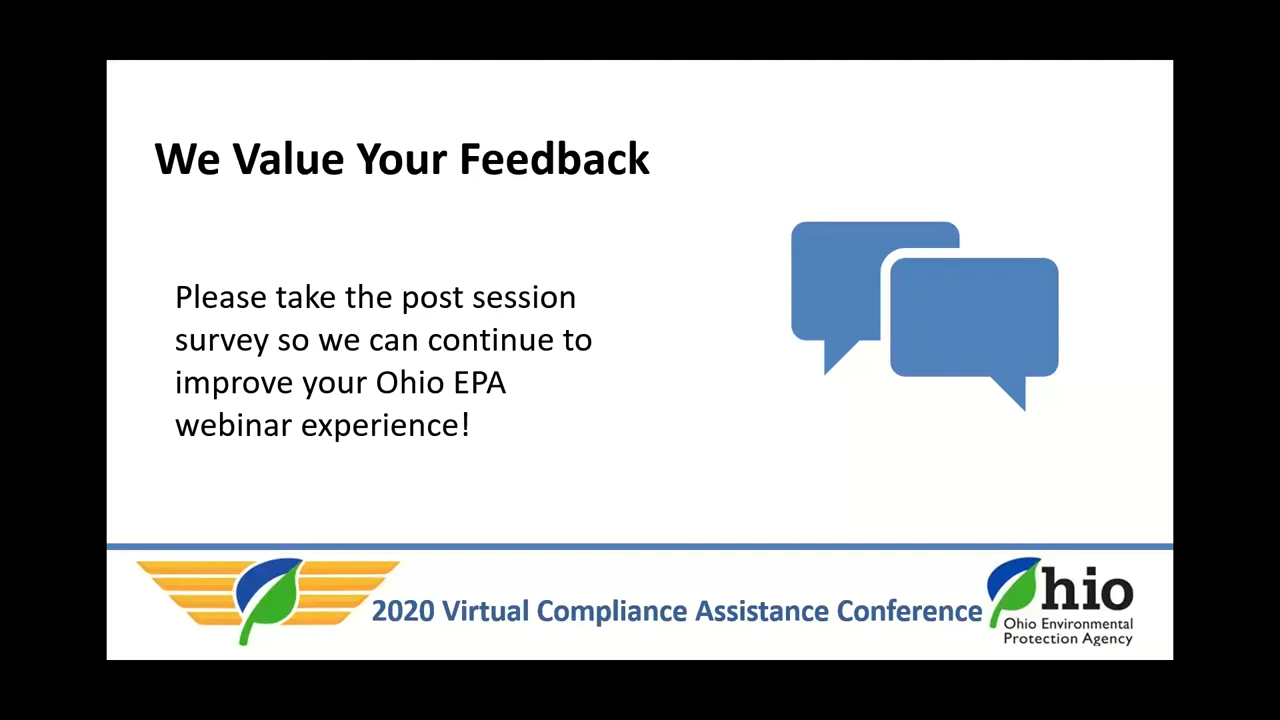 We Value Your Feedback
Please take the post session
survey so we can continue to
improve your Ohio EPA
webinar experience!
2020 Virtual Compliance Assistance Conference
Ohio
Ohio Environmental
Protection Agency